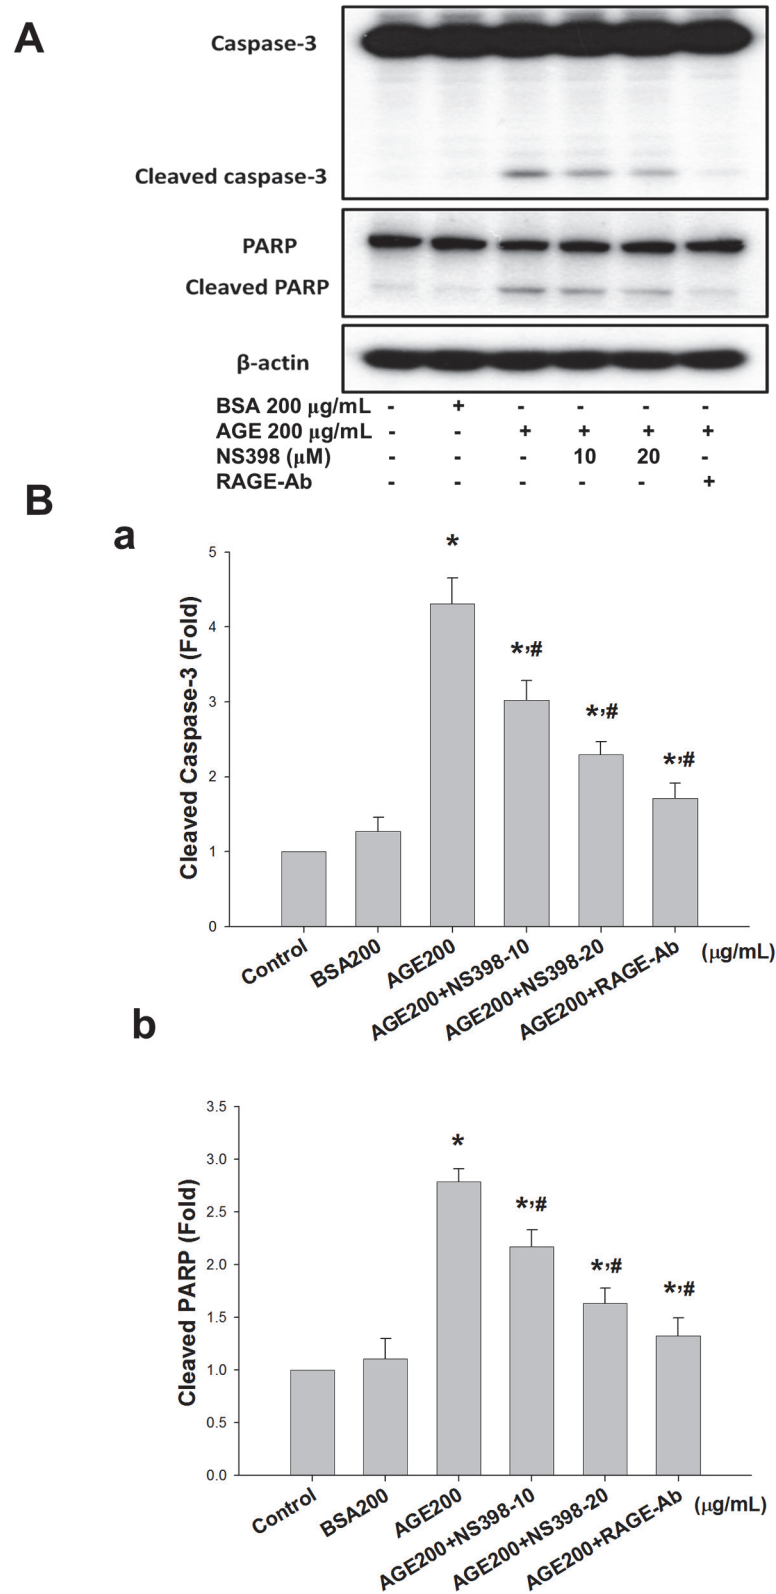 A
Caspase-3
Cleaved caspase-3
PARP
Cleaved PARP
β-actin
BSA 200 µg/mL - + - - - -
AGE 200 µg/mL - - + + + +
NS398 (µM) - - - 10 20 -
RAGE-Ab - - - - - +
B
a
Cleaved Caspase-3 (Fold)
5
4
3
2
1
0
*
*,#
*,#
*,#
Control
BSA200
AGE200
AGE200+NS398-10
AGE200+NS398-20
AGE200+RAGE-Ab
(µg/mL)
b
Cleaved PARP (Fold)
3.5
3.0
2.5
2.0
1.5
1.0
0.5
0.0
*
*,#
*,#
*,#
Control
BSA200
AGE200
AGE200+NS398-10
AGE200+NS398-20
AGE200+RAGE-Ab
(µg/mL)